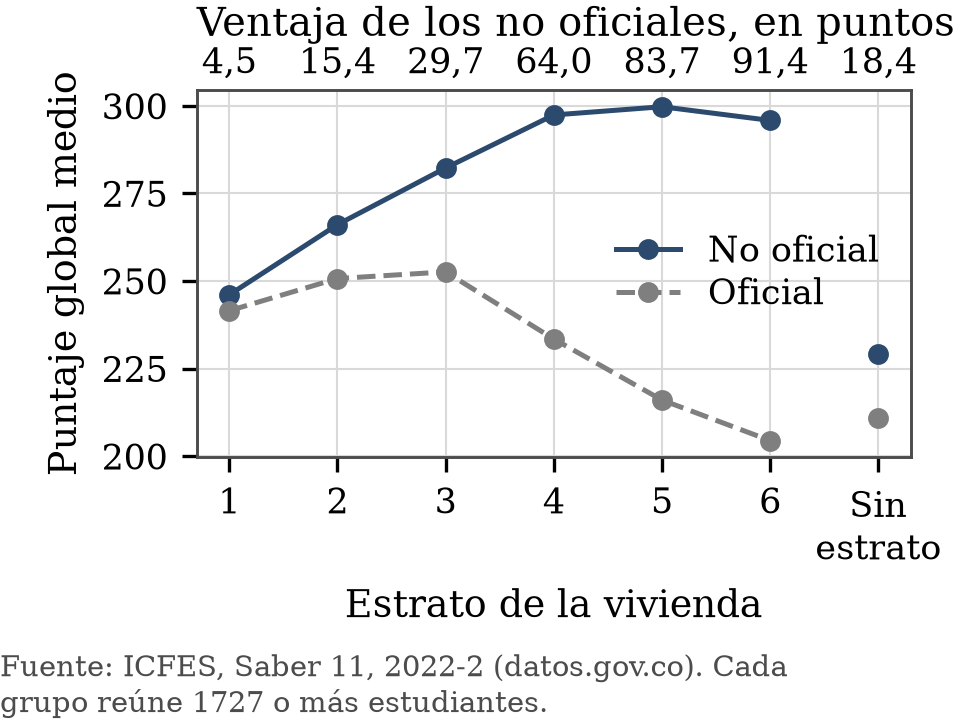 Ventaja de los no oficiales, en puntos
4,5 15,4 29,7 64,0 83,7 91,4 18,4
Puntaje global medio
300
275
250
225
200
No oficial
Oficial
1 2 3 4 5 6 Sin
estrato
Estrato de la vivienda
Fuente: ICFES, Saber 11, 2022-2 (datos.gov.co). Cada
grupo reúne 1727 o más estudiantes.